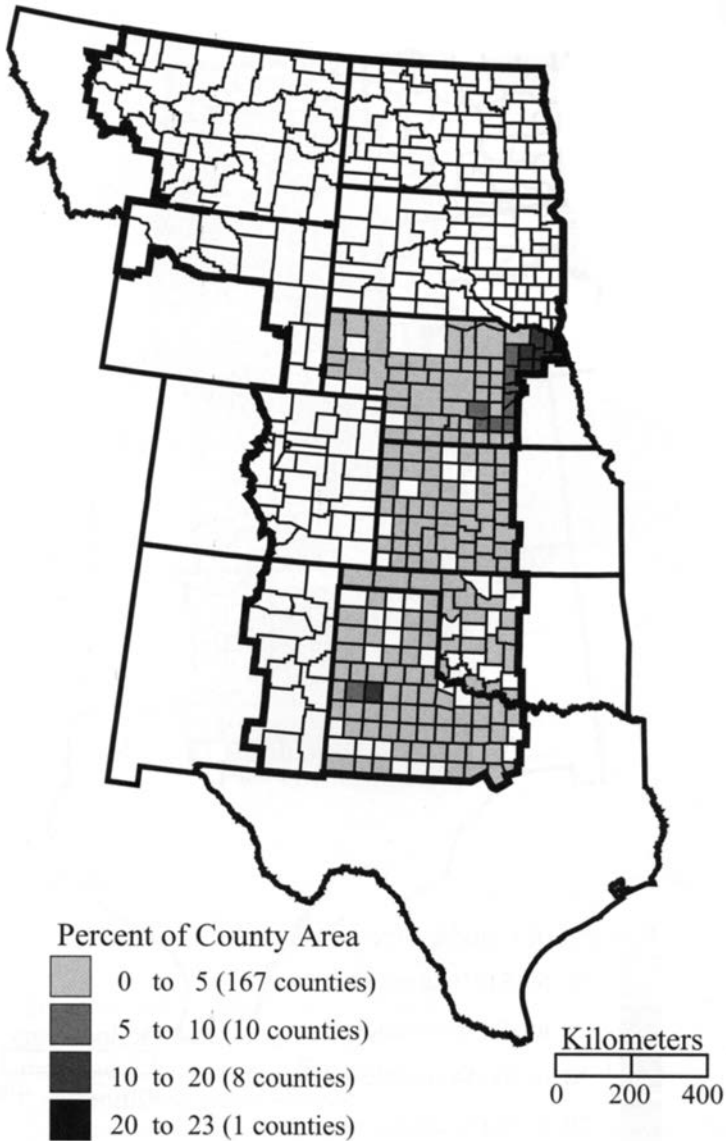 Percent of County Area
0 to 5 (167 counties)
5 to 10 (10 counties)
10 to 20 (8 counties)
20 to 23 (1 counties)
Kilometers
0 200 400